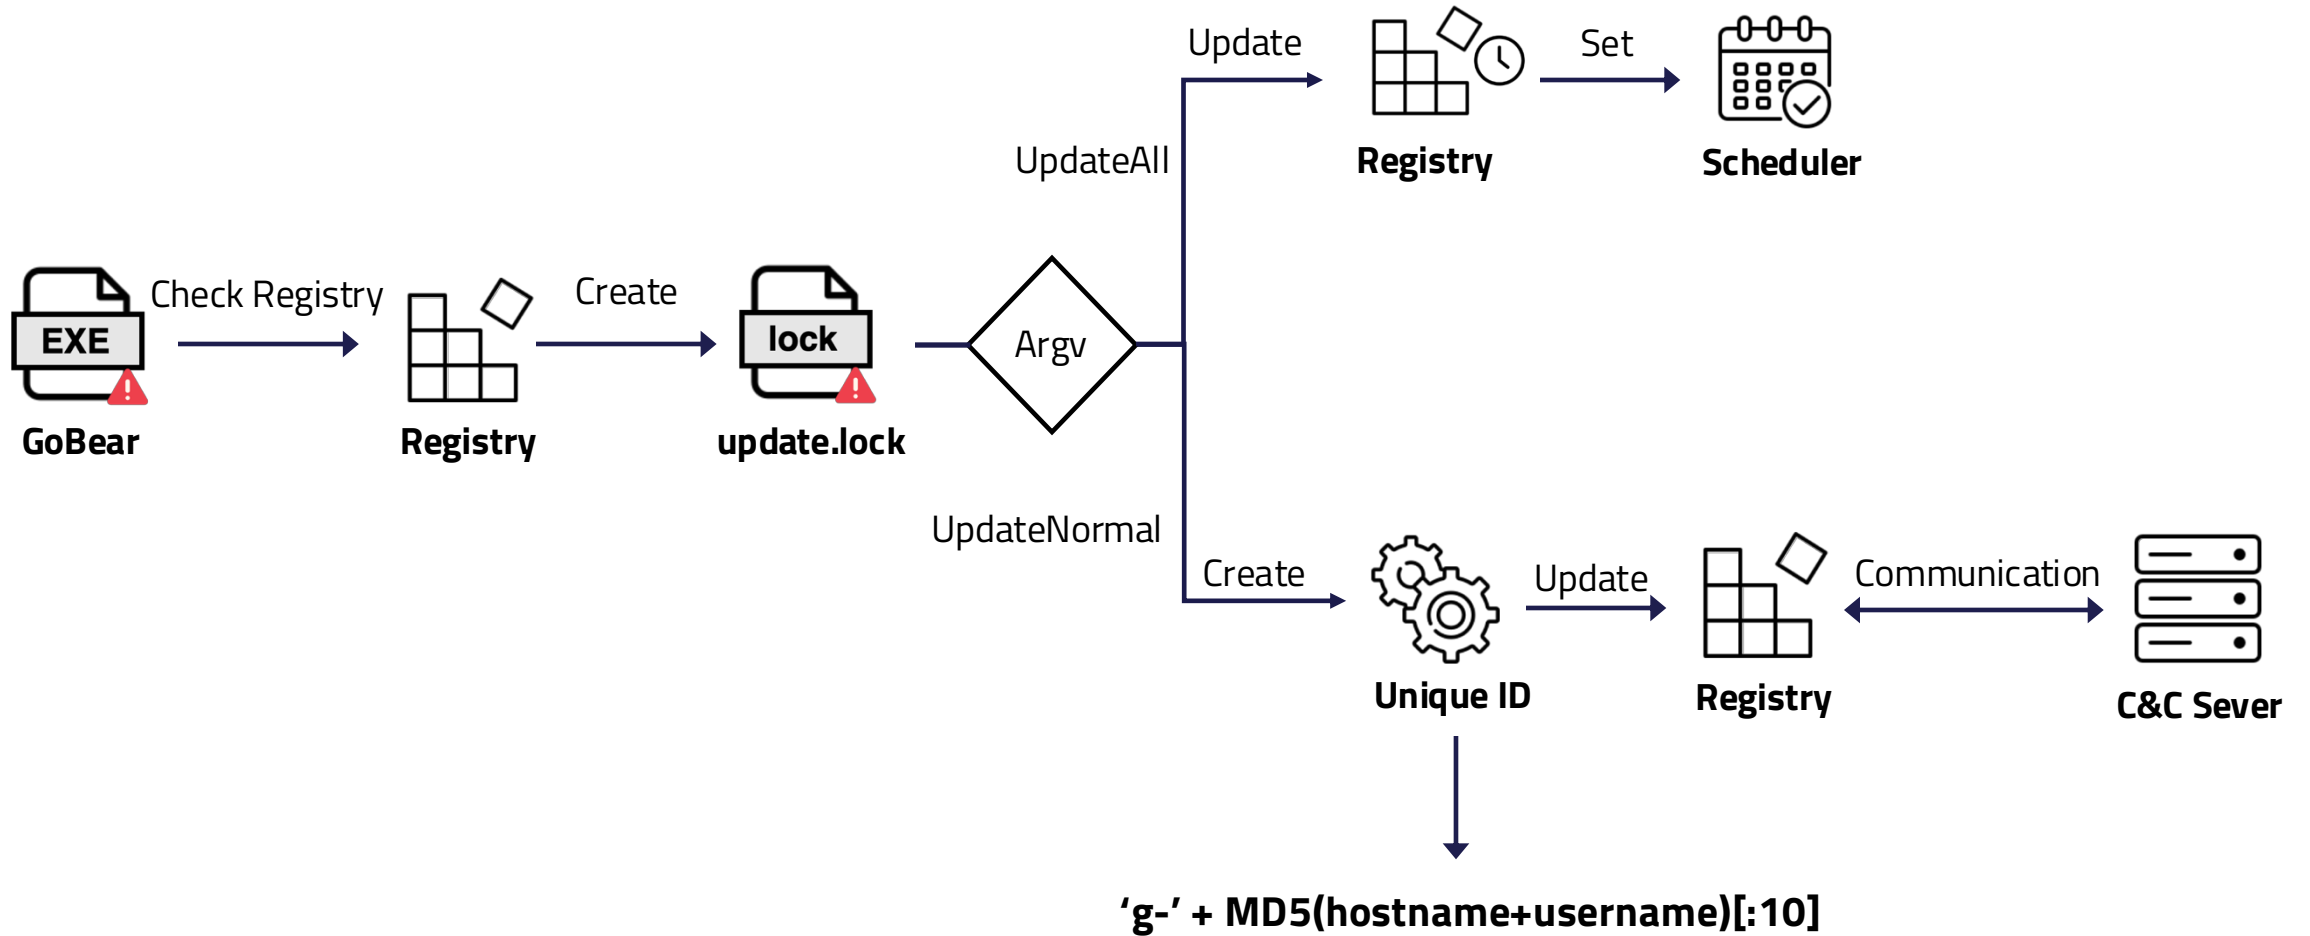 Update
Set
UpdateAll
Registry
Scheduler
Check Registry
Create
EXE
lock
Argv
GoBear
Registry
update.lock
UpdateNormal
Create
Update
Communication
Unique ID
Registry
C&C Sever
‘g-’ + MD5(hostname+username)[:10]